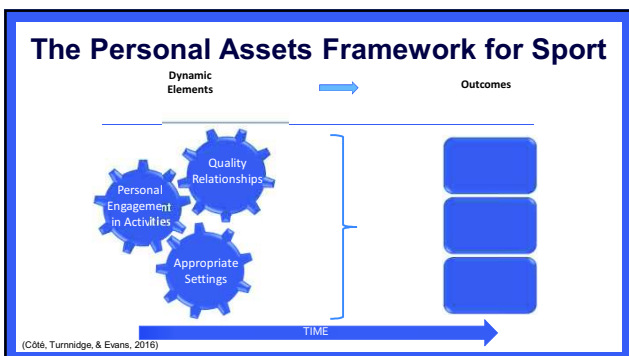 The Personal Assets Framework for Sport
Dynamic
Elements
Outcomes
Quality
Relationships
Personal
Engagement
in Activities
Appropriate
Settings
TIME
(Côté, Turnnidge, & Evans, 2016)